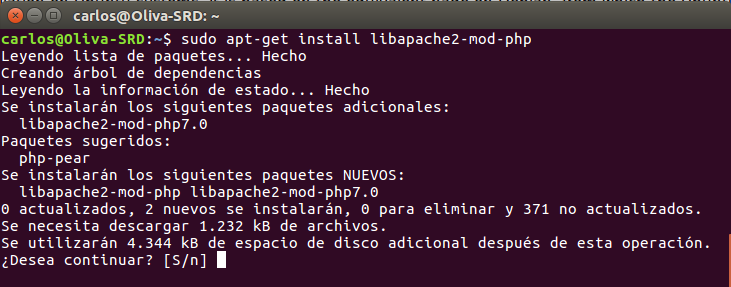 carlos@Oliva-SRD: ~
carlos@Oliva-SRD:~$ sudo apt-get install libapache2-mod-php
Leyendo lista de paquetes... Hecho
Creando árbol de dependencias
Leyendo la información de estado... Hecho
Se instalarán los siguientes paquetes adicionales:
  libapache2-mod-php7.0
Paquetes sugeridos:
  php-pear
Se instalarán los siguientes paquetes NUEVOS:
  libapache2-mod-php libapache2-mod-php7.0
0 actualizados, 2 nuevos se instalarán, 0 para eliminar y 371 no actualizados.
Se necesita descargar 1.232 kB de archivos.
Se utilizarán 4.344 kB de espacio de disco adicional después de esta operación.
¿Desea continuar? [S/n]